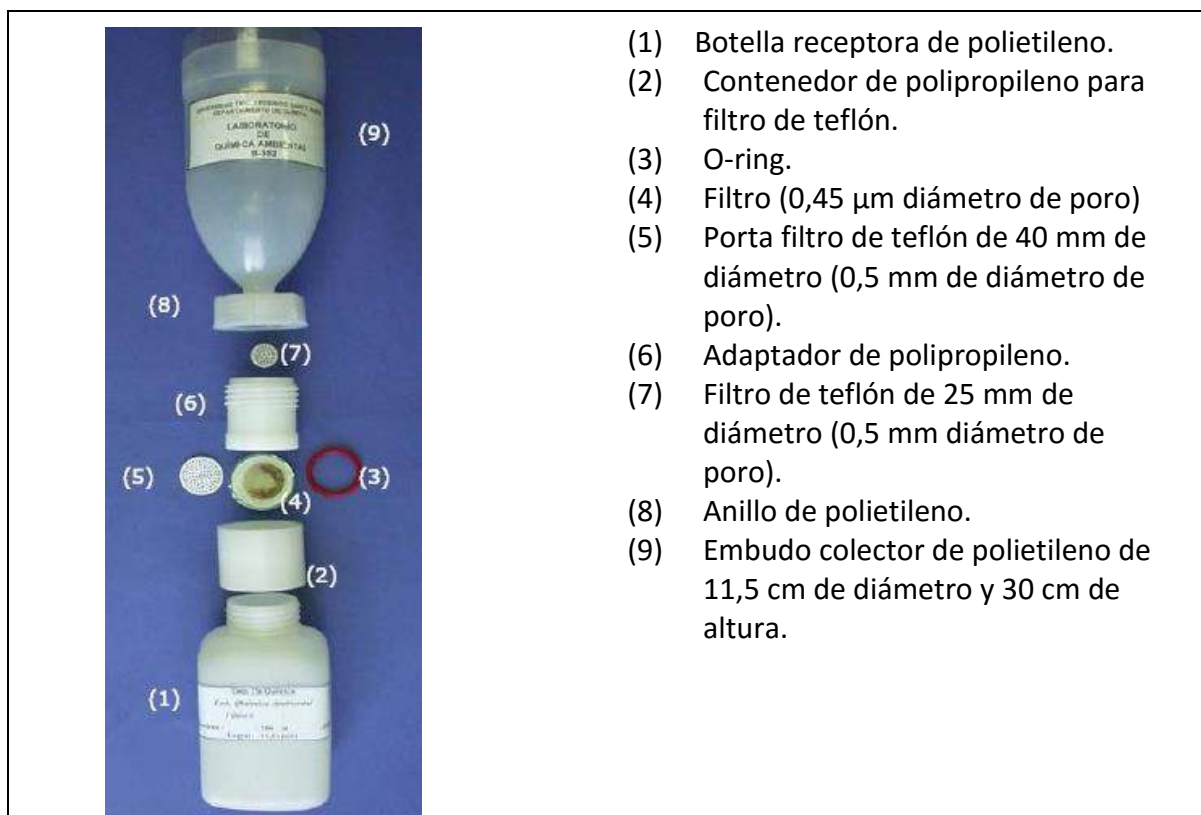 (1) Botella receptora de polietileno.
(2) Contenedor de polipropileno para
filtro de teflón.
(3) O-ring.
(4) Filtro (0,45 µm diámetro de poro)
(5) Porta filtro de teflón de 40 mm de
diámetro (0,5 mm de diámetro de
poro).
(6) Adaptador de polipropileno.
(7) Filtro de teflón de 25 mm de
diámetro (0,5 mm diámetro de
poro).
(8) Anillo de polietileno.
(9) Embudo colector de polietileno de
11,5 cm de diámetro y 30 cm de
altura.
LABORATORIO
DE
QUÍMICA AMBIENTAL
(9)
(8)
(7)
(6)
(5)
(3)
(4)
(2)
(1)